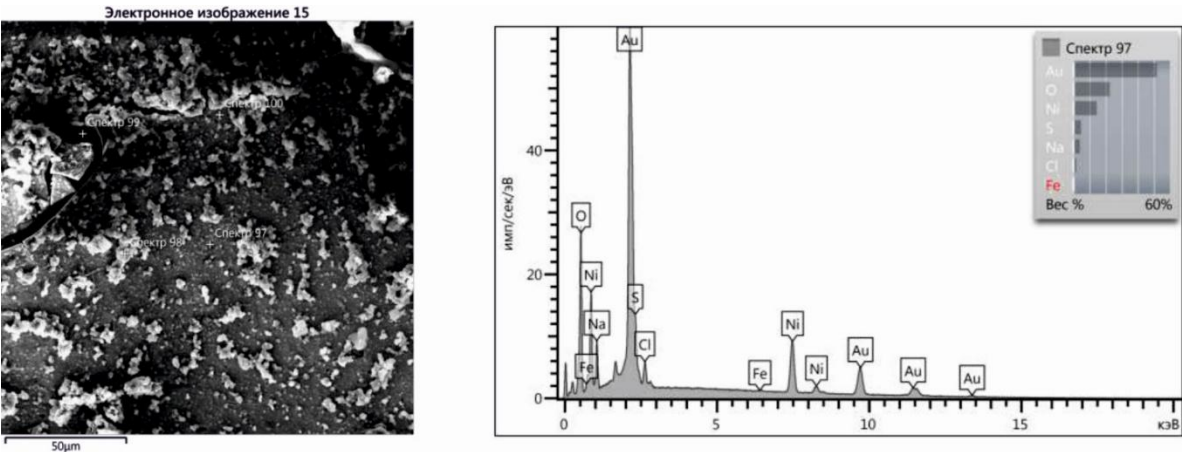 Электронное изображение 15
Спектр 100
Спектр 99
Спектр 97
Спектр 98
50µm
имп/сек/эВ
40
20
0
Au
O
Ni
S
Na
Cl
Fe
Fe
Ni
Ni
Au
Au
Au
0
5
10
15
кэВ
Спектр 97
Au
O
Ni
S
Na
Cl
Fe
Вес %
60%